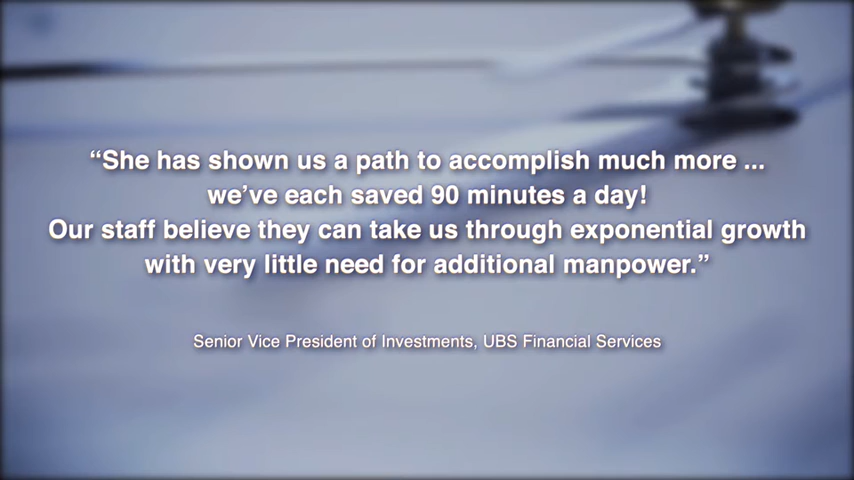 “She has shown us a path to accomplish much more ...
we’ve each saved 90 minutes a day!
Our staff believe they can take us through exponential growth
with very little need for additional manpower.”
Senior Vice President of Investments, UBS Financial Services